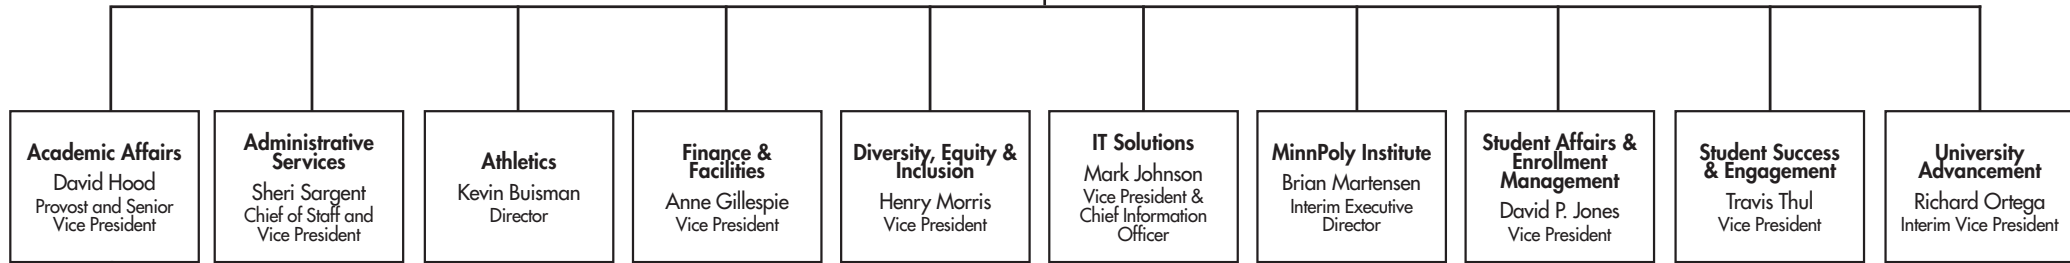 Academic Affairs
David Hood
Provost and Senior
Vice President
Administrative
Services
Sheri Sargent
Chief of Staff and
Vice President
Athletics
Kevin Buisman
Director
Finance &
Facilities
Anne Gillespie
Vice President
Diversity, Equity &
Inclusion
Henry Morris
Vice President
IT Solutions
Mark Johnson
Vice President &
Chief Information
Officer
MinnPoly Institute
Brian Martensen
Interim Executive
Director
Student Affairs &
Enrollment
Management
David P. Jones
Vice President
Student Success
& Engagement
Travis Thul
Vice President
University
Advancement
Richard Ortega
Interim Vice President